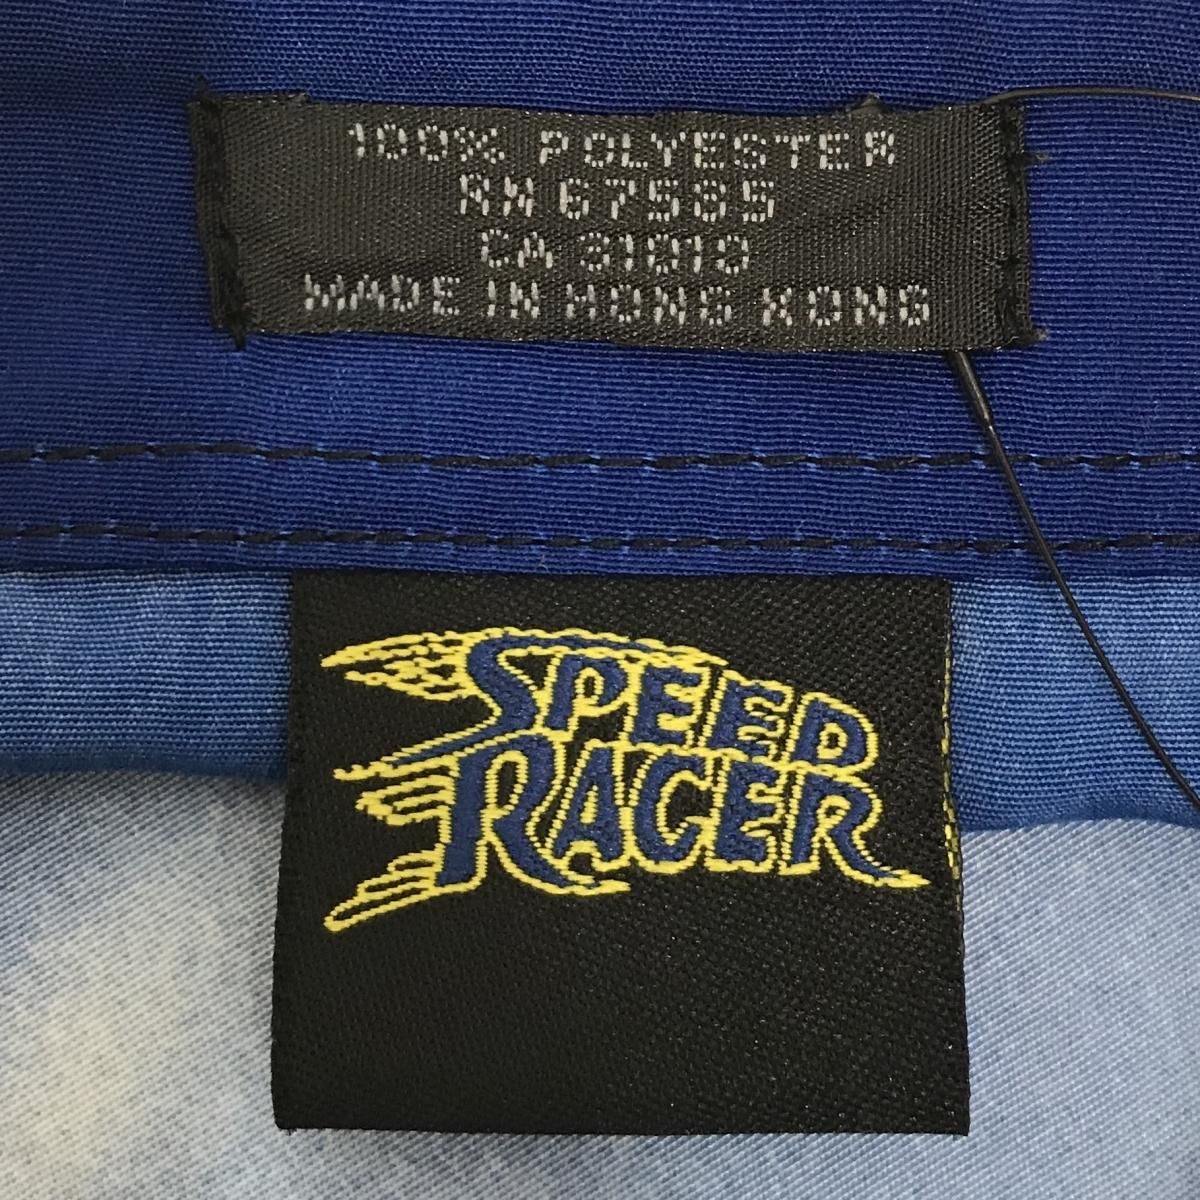 100% POLYESTER
RN 67585
CA 31010
MADE IN HONG KONG
SPEED
RACER